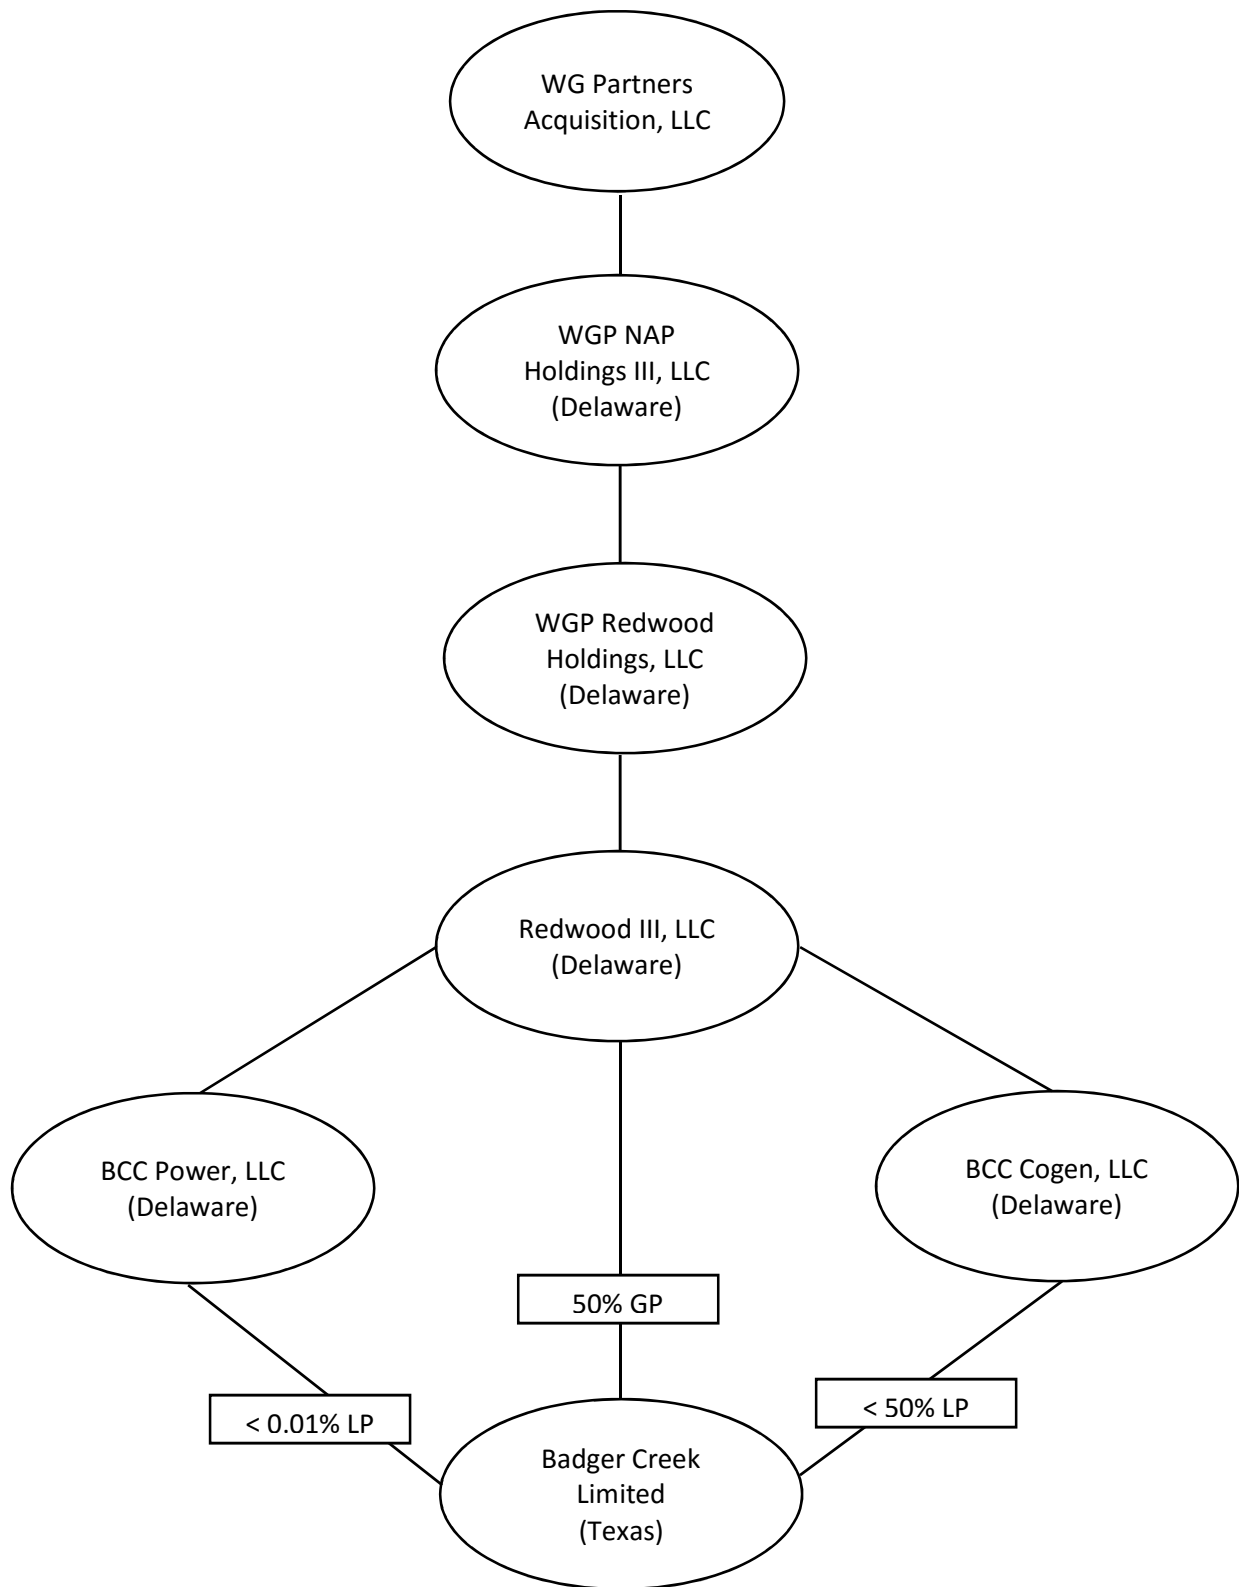 WG Partners
Acquisition, LLC
WGP NAP
Holdings III, LLC
(Delaware)
WGP Redwood
Holdings, LLC
(Delaware)
Redwood III, LLC
(Delaware)
BCC Power, LLC
(Delaware)
BCC Cogen, LLC
(Delaware)
50% GP
< 0.01% LP
< 50% LP
Badger Creek
Limited
(Texas)